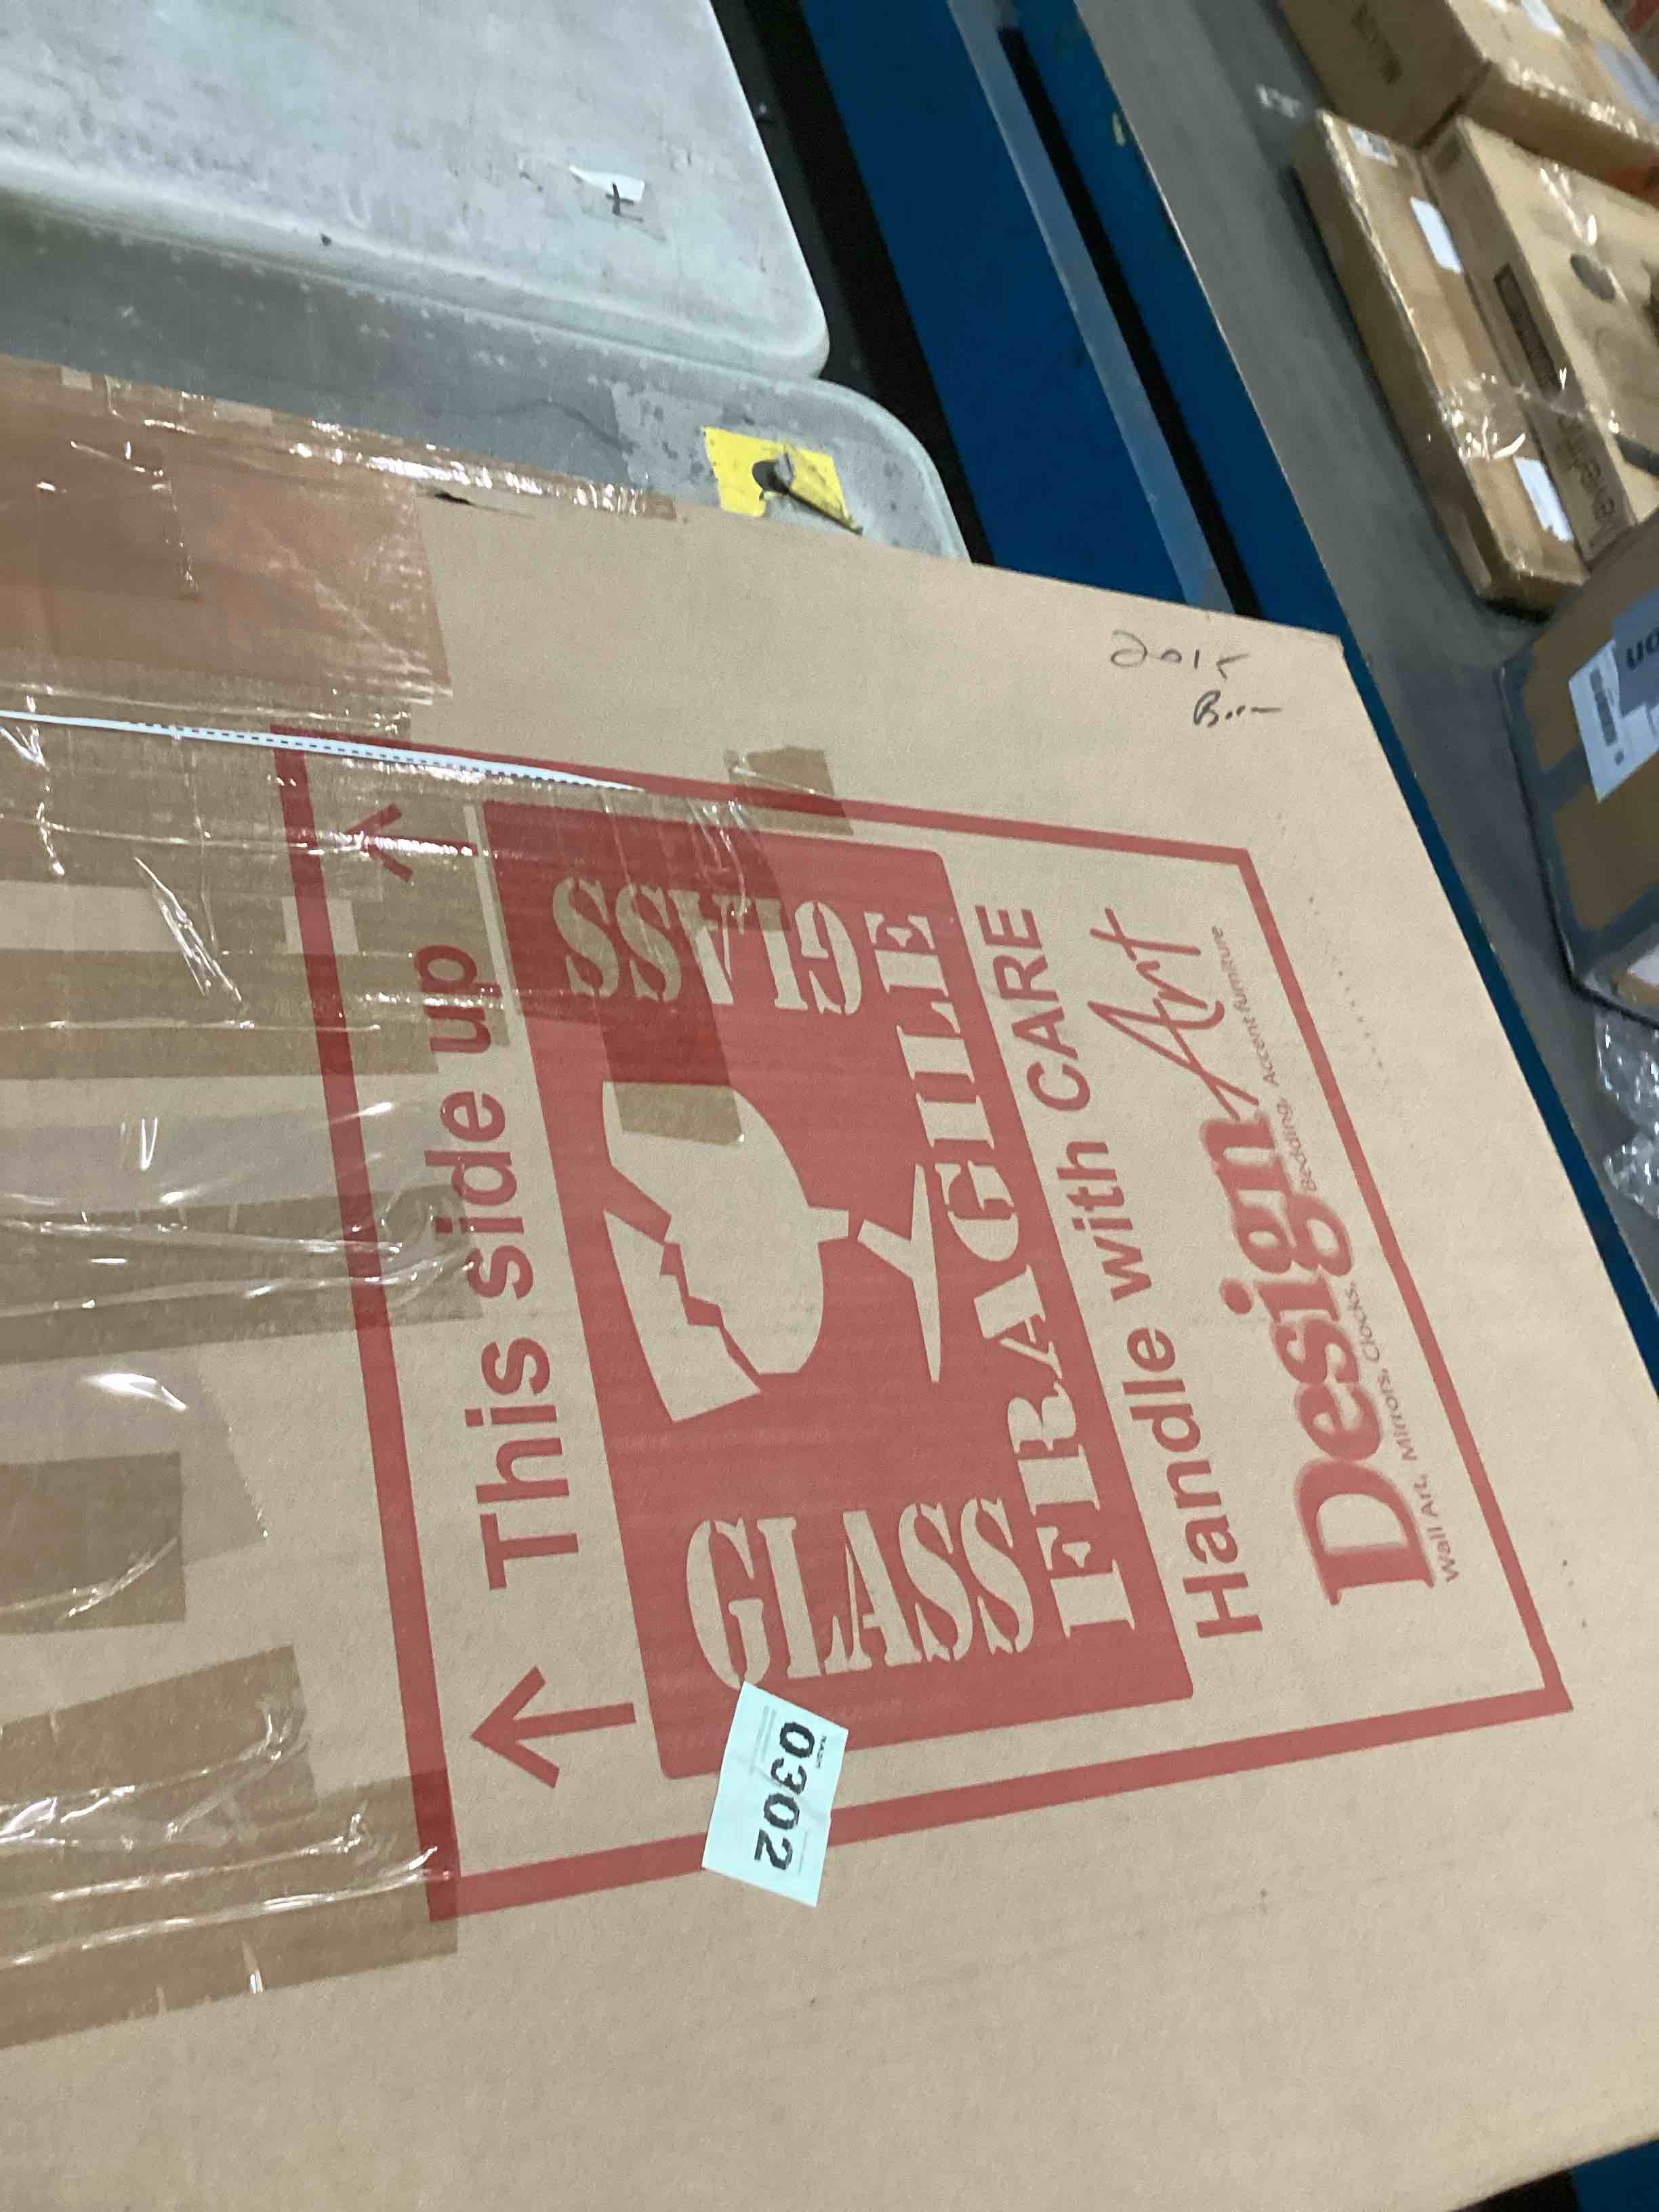 This side up
GLASS GLASS
FRAGILE
Handle with CARE
Design Art
Wall Art, Mirrors, Clocks, Bedding, Accent furniture
0302